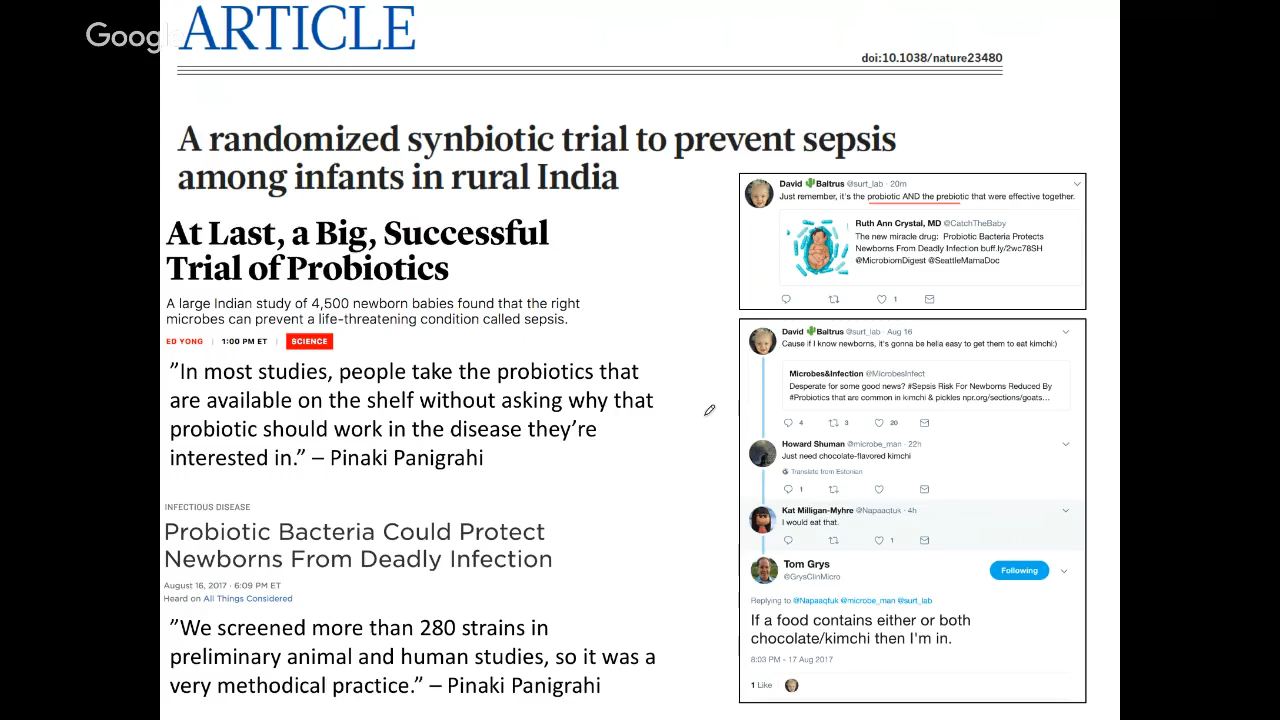 Google
ARTICLE
doi:10.1038/nature23480
A randomized synbiotic trial to prevent sepsis
among infants in rural India
At Last, a Big, Successful
Trial of Probiotics
A large Indian study of 4,500 newborn babies found that the right
microbes can prevent a life-threatening condition called sepsis.
ED YONG | 1:00 PM ET | SCIENCE
”In most studies, people take the probiotics that
are available on the shelf without asking why that
probiotic should work in the disease they’re
interested in.” – Pinaki Panigrahi
INFECTIOUS DISEASE
Probiotic Bacteria Could Protect
Newborns From Deadly Infection
August 16, 2017 · 6:09 PM ET
Heard on All Things Considered
”We screened more than 280 strains in
preliminary animal and human studies, so it was a
very methodical practice.” – Pinaki Panigrahi
David 🌵Baltrus @surt_lab · 20m
Just remember, it's the probiotic AND the prebiotic that were effective together.
Ruth Ann Crystal, MD @CatchTheBaby
The new miracle drug: Probiotic Bacteria Protects
Newborns From Deadly Infection buff.ly/2wc78SH
@MicrobiomDigest @SeattleMamaDoc
1
David 🌵Baltrus @surt_lab · Aug 16
Cause if I know newborns, it's gonna be hella easy to get them to eat kimchi:)
Microbes&Infection @MicrobesInfect
Desperate for some good news? #Sepsis Risk For Newborns Reduced By
#Probiotics that are common in kimchi & pickles npr.org/sections/goats...
4 3 20
Howard Shuman @microbe_man · 22h
Just need chocolate-flavored kimchi
Translate from Estonian
1
Kat Milligan-Myhre @Napaaqtuk · 4h
I would eat that.
1
Tom Grys
@GrysClinMicro
Following
Replying to @Napaaqtuk @microbe_man @surt_lab
If a food contains either or both
chocolate/kimchi then I'm in.
8:03 PM - 17 Aug 2017
1 Like